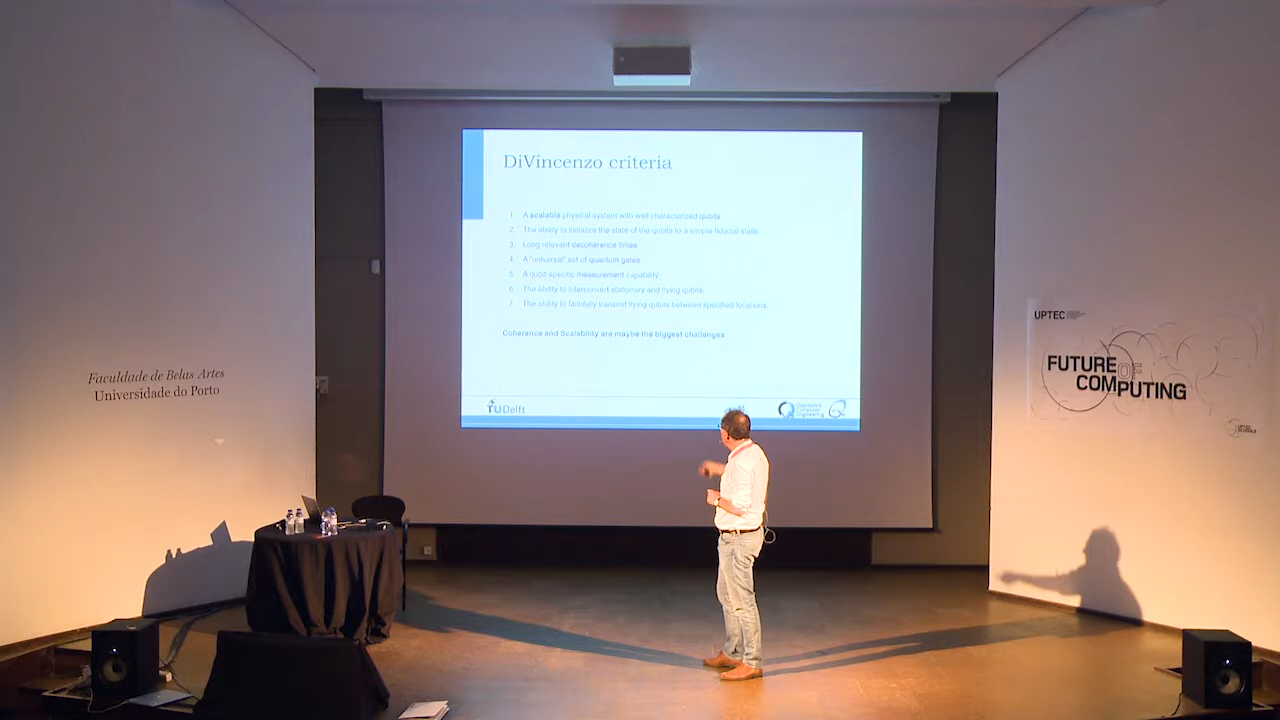 DiVincenzo criteria
1. A scalable physical system with well characterized qubits.
2. The ability to initialize the state of the qubits to a simple fiducial state.
3. Long relevant decoherence times
4. A "universal" set of quantum gates
5. A qubit-specific measurement capability
6. The ability to interconvert stationary and flying qubits.
7. The ability to faithfully transmit flying qubits between specified locations.
Coherence and Scalability are maybe the biggest challenges
TUDelft
Computer Engineering
Faculdade de Belas Artes
Universidade do Porto
UPTEC
FUTURE OF
COMPUTING
UPTEC